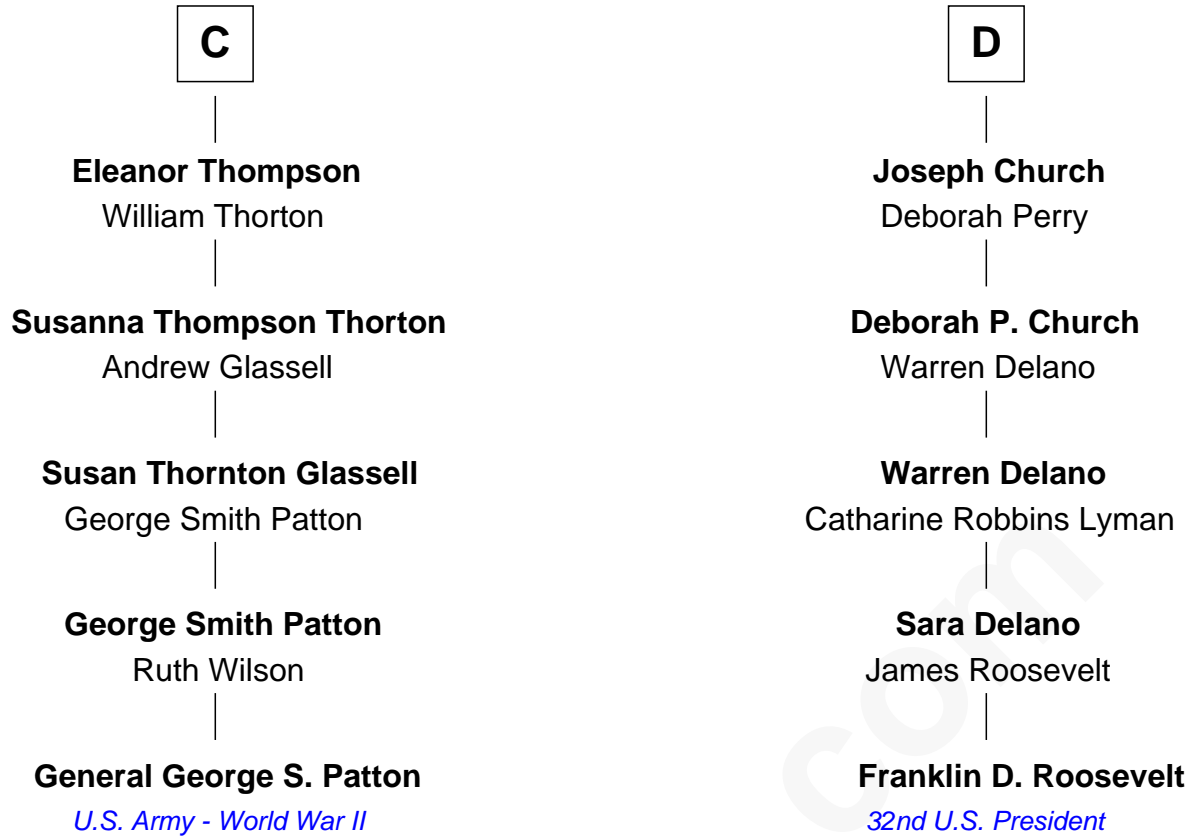 C
Eleanor Thompson
William Thorton
Susanna Thompson Thorton
Andrew Glassell
Susan Thornton Glassell
George Smith Patton
George Smith Patton
Ruth Wilson
General George S. Patton
U.S. Army - World War II
D
Joseph Church
Deborah Perry
Deborah P. Church
Warren Delano
Warren Delano
Catharine Robbins Lyman
Sara Delano
James Roosevelt
Franklin D. Roosevelt
32nd U.S. President
com